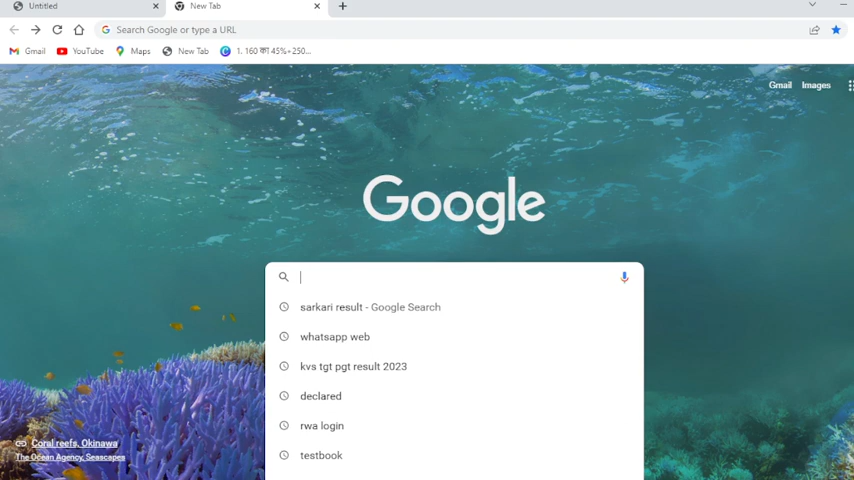 Untitled
New Tab
Search Google or type a URL
Gmail
YouTube
Maps
New Tab
1. 160 का 45%+250...
Gmail
Images
Google
sarkari result - Google Search
whatsapp web
kvs tgt pgt result 2023
declared
rwa login
testbook
Coral reefs, Okinawa
The Ocean Agency, Seascapes